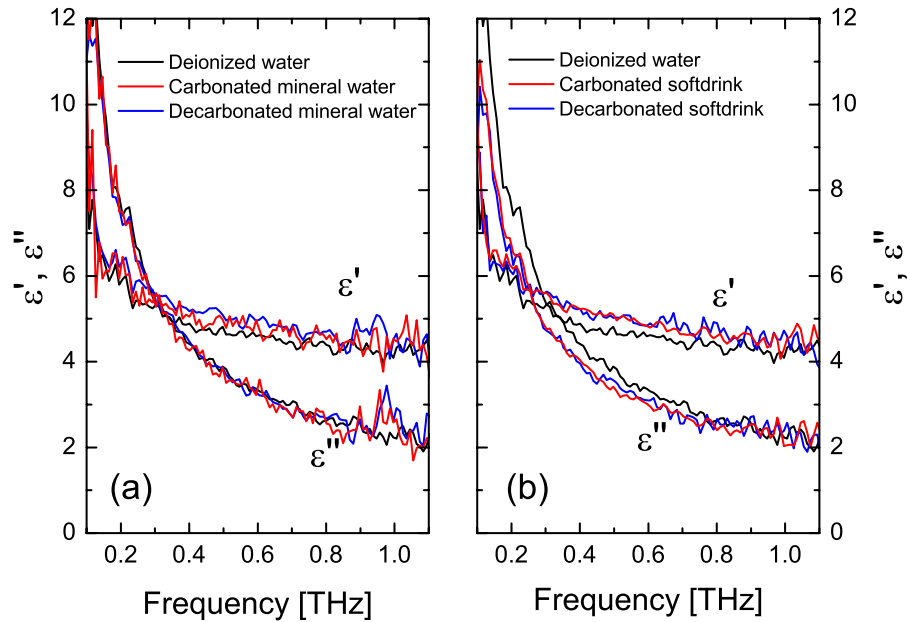 12
10
8
6
4
2
0
ε', ε"
Deionized water
Carbonated mineral water
Decarbonated mineral water
ε'
ε"
(a)
0.2 0.4 0.6 0.8 1.0
Frequency [THz]
Deionized water
Carbonated softdrink
Decarbonated softdrink
ε'
ε"
(b)
0.2 0.4 0.6 0.8 1.0
Frequency [THz]
12
10
8
6
4
2
0
ε', ε"